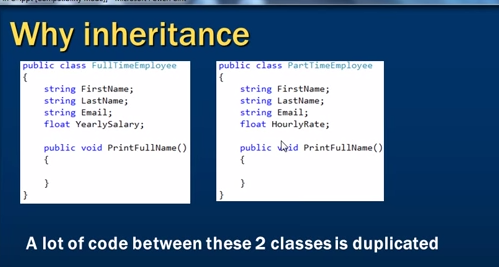 Why inheritance
public class FullTimeEmployee
{
string FirstName;
string LastName;
string Email;
float YearlySalary;
public void PrintFullName()
{
}
}
public class PartTimeEmployee
{
string FirstName;
string LastName;
string Email;
float HourlyRate;
public void PrintFullName()
{
}
}
A lot of code between these 2 classes is duplicated